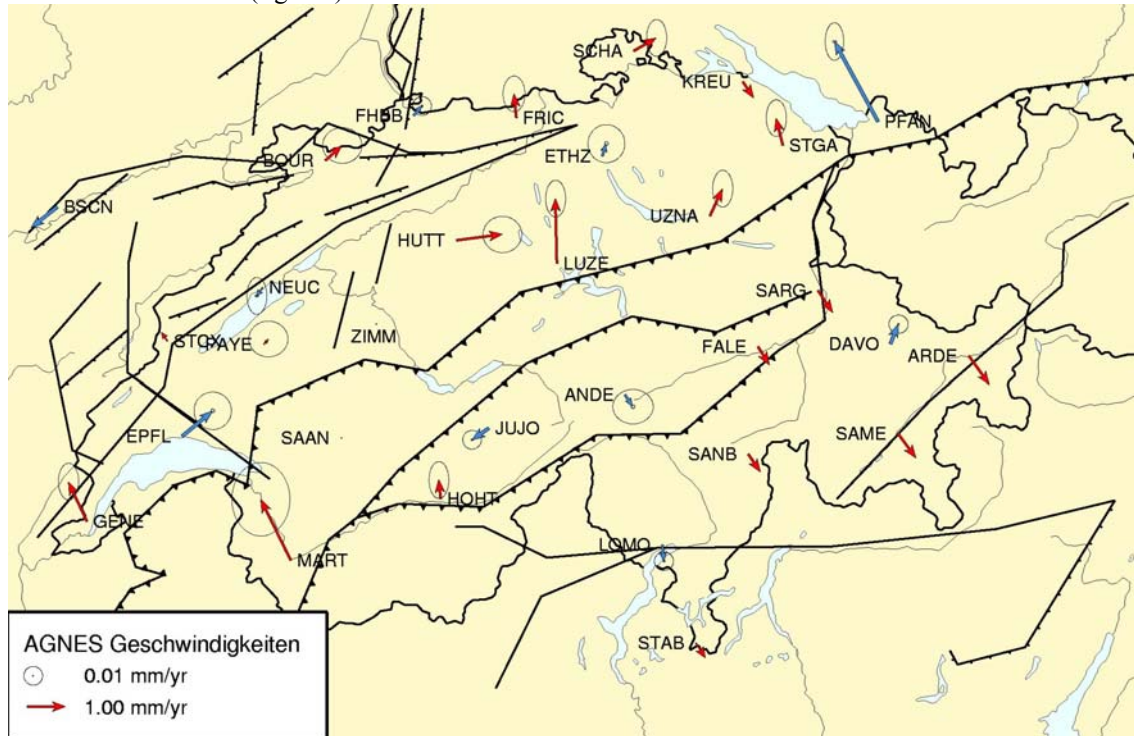 SCHA
KREU
FHBB
FRIC
PFAN
STGA
BOUR
ETHZ
BSCN
UZNA
HUTT
LUZE
NEUC
SARG
STCX
PAYE
ZIMM
FALE
DAVO
ARDE
ANDE
EPFL
SAAN
JUJO
SAME
SANB
HOHT
GENE
LOMO
MART
STAB
AGNES Geschwindigkeiten
0.01 mm/yr
1.00 mm/yr